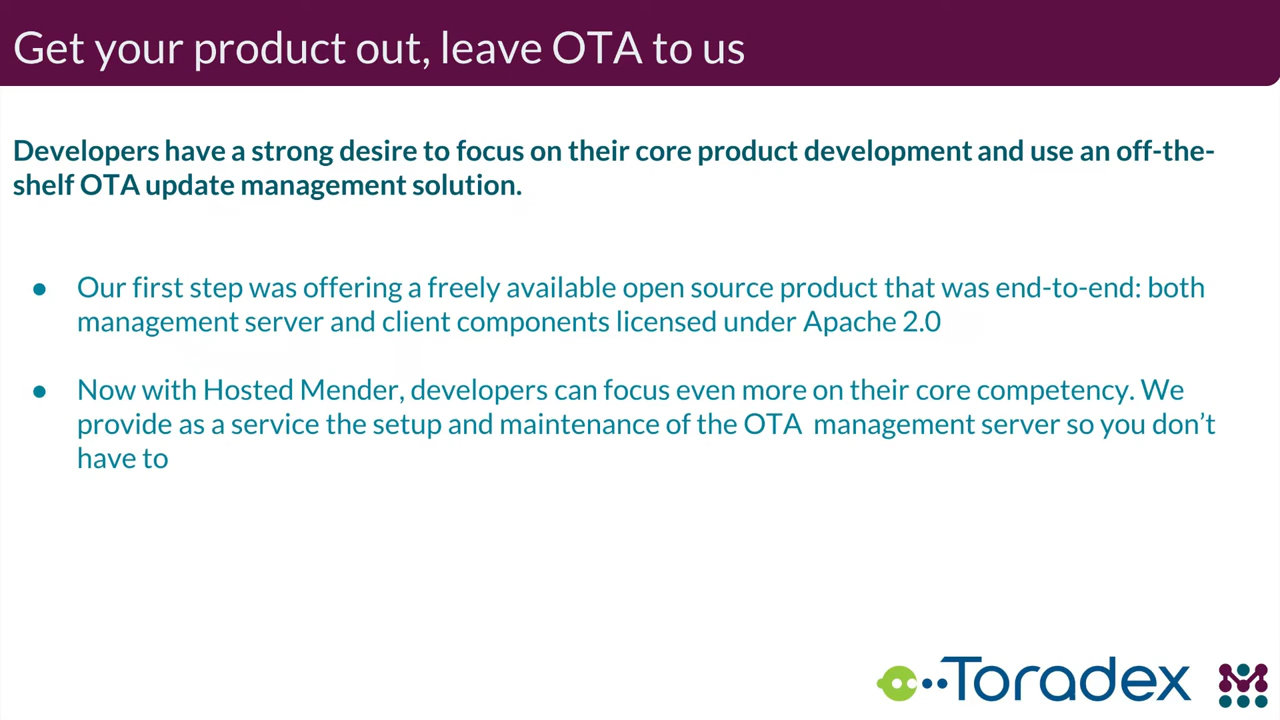 Get your product out, leave OTA to us
Developers have a strong desire to focus on their core product development and use an off-the-
shelf OTA update management solution.
● Our first step was offering a freely available open source product that was end-to-end: both
management server and client components licensed under Apache 2.0
● Now with Hosted Mender, developers can focus even more on their core competency. We
provide as a service the setup and maintenance of the OTA  management server so you don’t
have to
Toradex